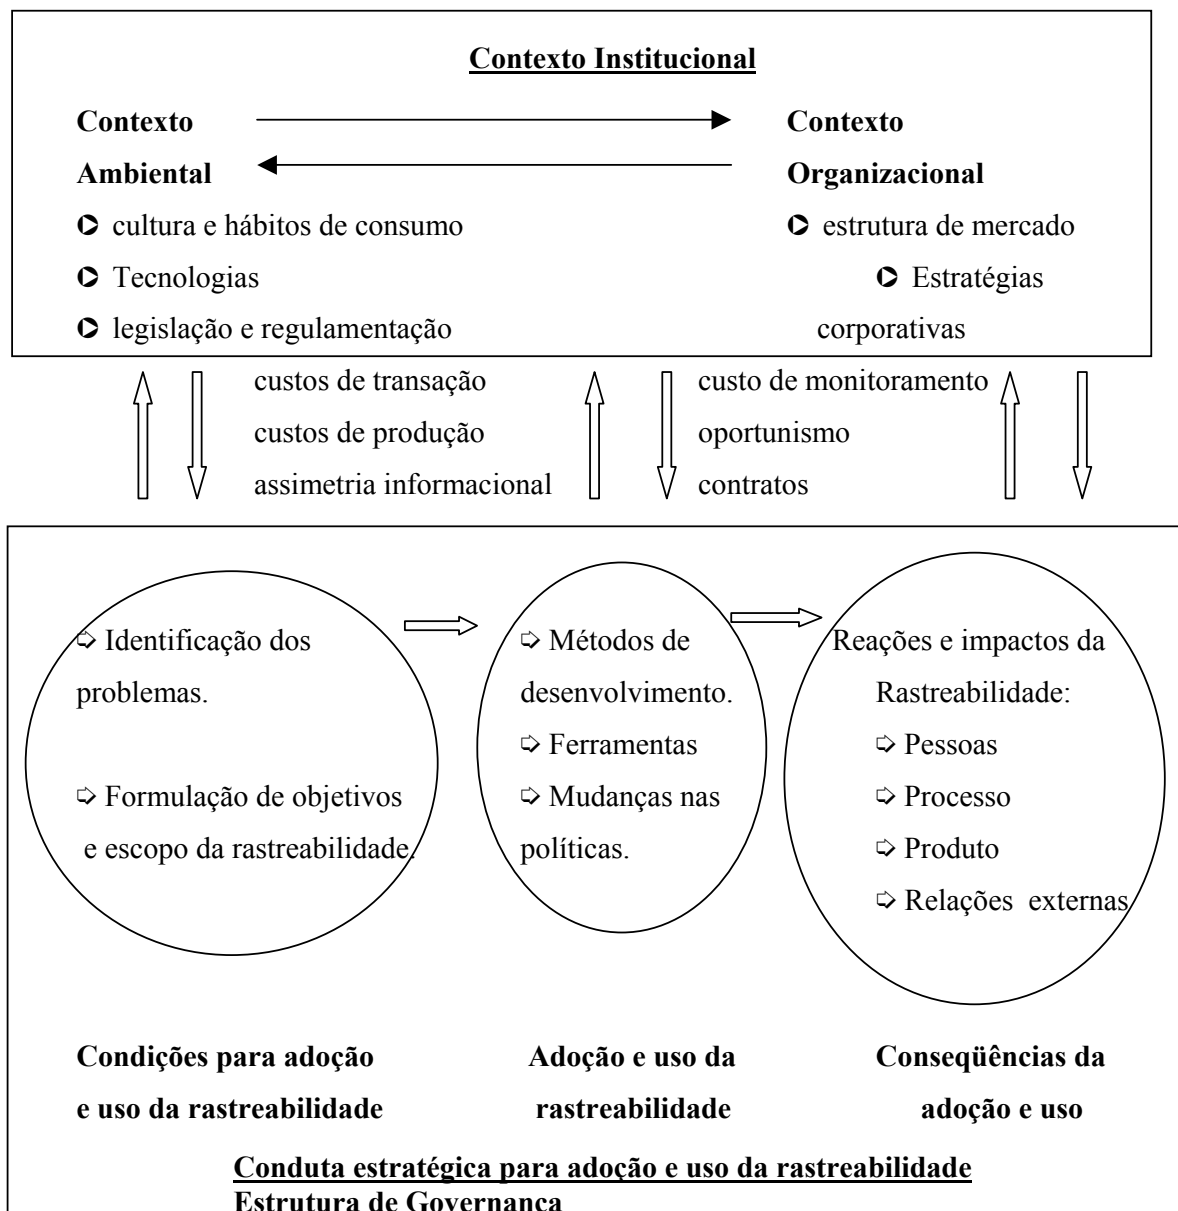 Contexto Institucional
Contexto
Ambiental
cultura e hábitos de consumo
Tecnologias
legislação e regulamentação
Contexto
Organizacional
estrutura de mercado
Estratégias
corporativas
custos de transação
custos de produção
assimetria informacional
custo de monitoramento
oportunismo
contratos
Identificação dos
problemas.
Formulação de objetivos
e escopo da rastreabilidade.
Métodos de
desenvolvimento.
Ferramentas
Mudanças nas
políticas.
Reações e impactos da
Rastreabilidade:
Pessoas
Processo
Produto
Relações externas
Condições para adoção
e uso da rastreabilidade
Adoção e uso da
rastreabilidade
Conseqüências da
adoção e uso
Conduta estratégica para adoção e uso da rastreabilidade
Estrutura de Governança